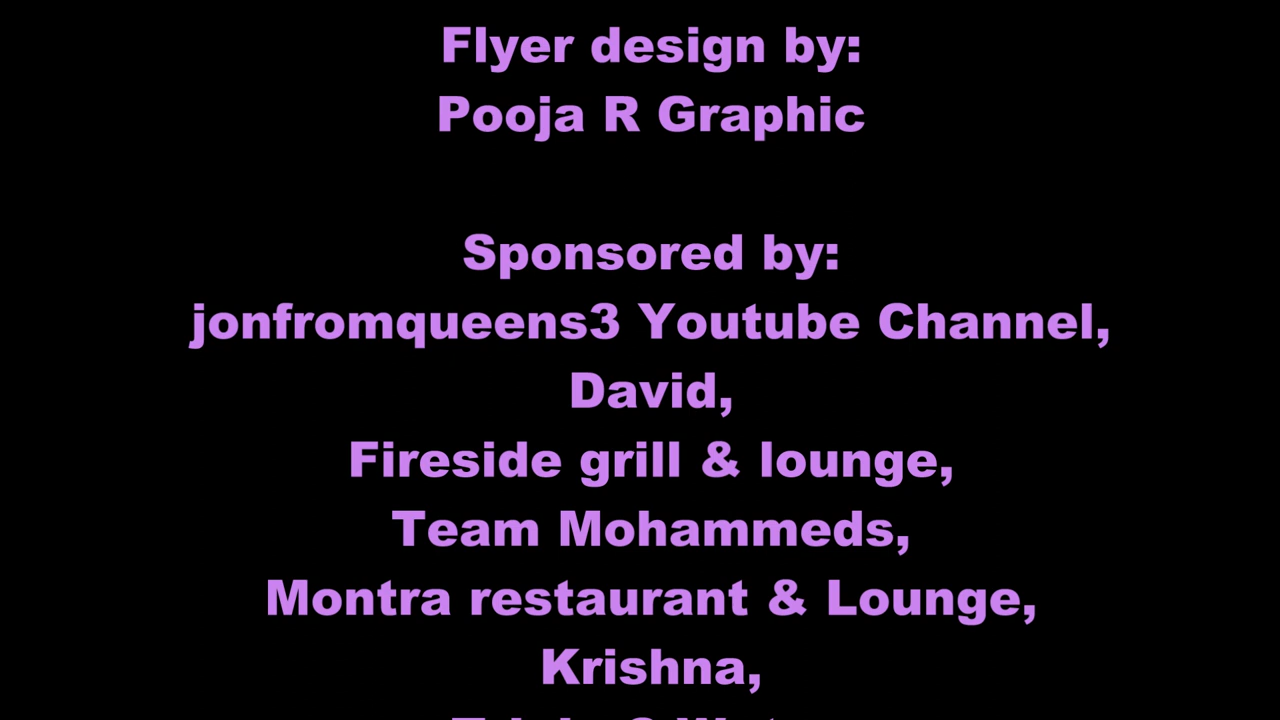 Flyer design by:
Pooja R Graphic
Sponsored by:
jonfromqueens3 Youtube Channel,
David,
Fireside grill & lounge,
Team Mohammeds,
Montra restaurant & Lounge,
Krishna,